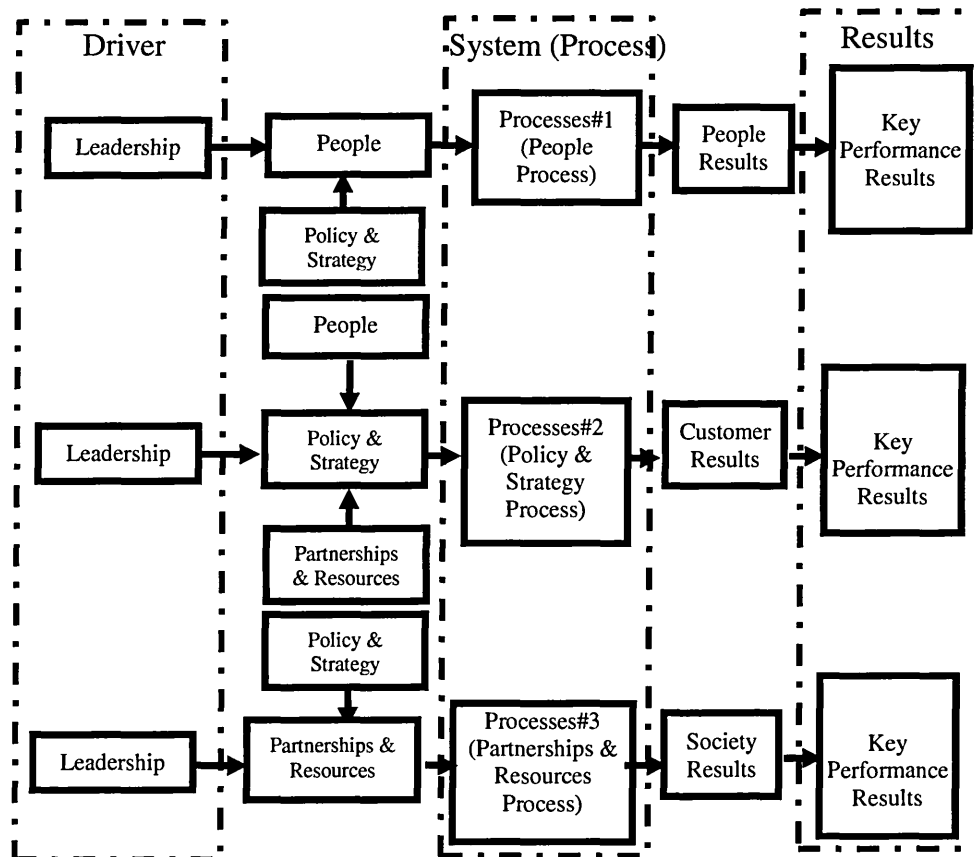 Driver
System (Process)
Results
Leadership
People
Processes#1
(People
Process)
People
Results
Key
Performance
Results
Policy &
Strategy
People
Leadership
Policy &
Strategy
Processes#2
(Policy &
Strategy
Process)
Customer
Results
Key
Performance
Results
Partnerships
& Resources
Policy &
Strategy
Leadership
Partnerships &
Resources
Processes#3
(Partnerships &
Resources
Process)
Society
Results
Key
Performance
Results